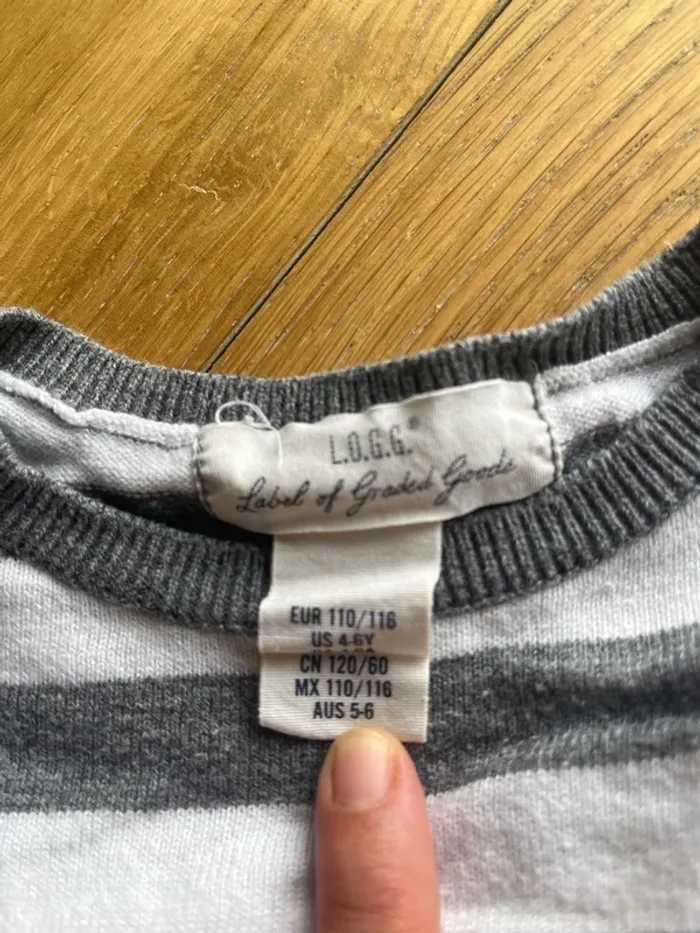 L.O.G.G.®
Label of Graded Goods
EUR 110/116
US 4-6Y
CN 120/60
MX 110/116
AUS 5-6